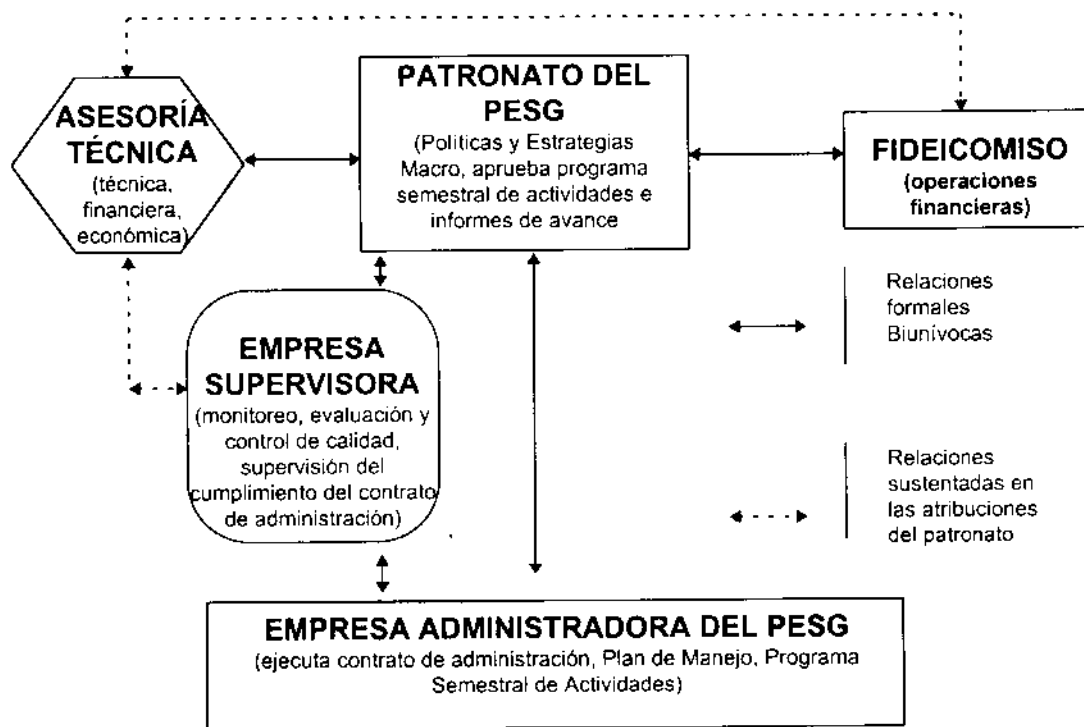 ASESORÍA
TÉCNICA
(técnica,
financiera,
económica)
PATRONATO DEL
PESG
(Políticas y Estrategias
Macro, aprueba programa
semestral de actividades e
informes de avance
FIDEICOMISO
(operaciones
financieras)
EMPRESA
SUPERVISORA
(monitoreo, evaluación y
control de calidad,
supervisión del
cumplimiento del contrato
de administración)
Relaciones
formales
Biunívocas
Relaciones
sustentadas en
las atribuciones
del patronato
EMPRESA ADMINISTRADORA DEL PESG
(ejecuta contrato de administración, Plan de Manejo, Programa
Semestral de Actividades)